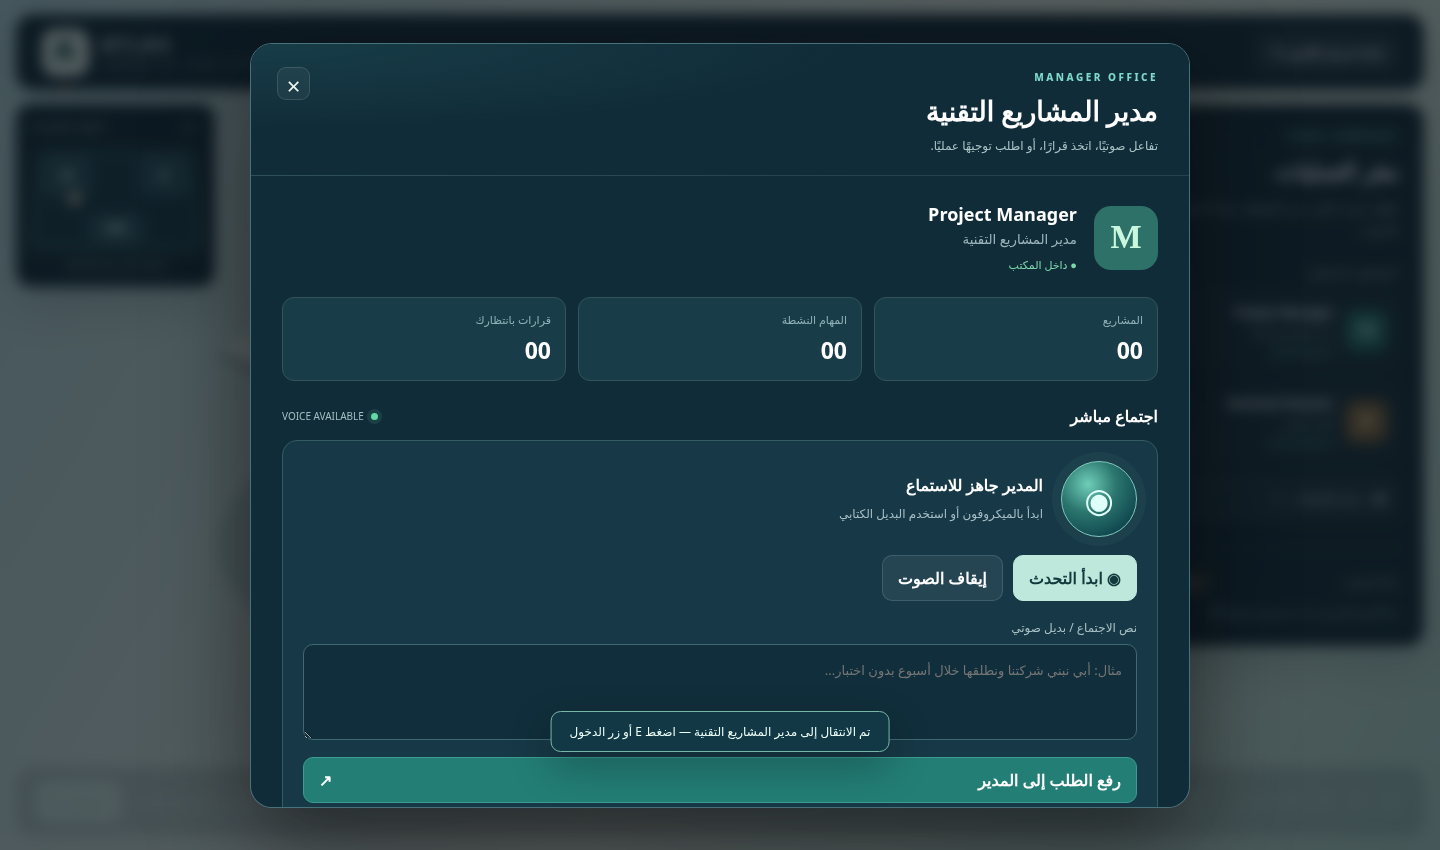 MANAGER OFFICE
مدير المشاريع التقنية
تفاعل صوتيًا، اتخذ قرارًا، أو اطلب توجيهًا عمليًا.
M
Project Manager
مدير المشاريع التقنية
● داخل المكتب
المشاريع
00
المهام النشطة
00
قرارات بانتظارك
00
اجتماع مباشر
VOICE AVAILABLE
المدير جاهز للاستماع
ابدأ بالميكروفون أو استخدم البديل الكتابي
◉ ابدأ التحدث
إيقاف الصوت
نص الاجتماع / بديل صوتي
مثال: أبي نبني شركتنا ونطلقها خلال أسبوع بدون اختبار...
تم الانتقال إلى مدير المشاريع التقنية — اضغط E أو زر الدخول
رفع الطلب إلى المدير ↗